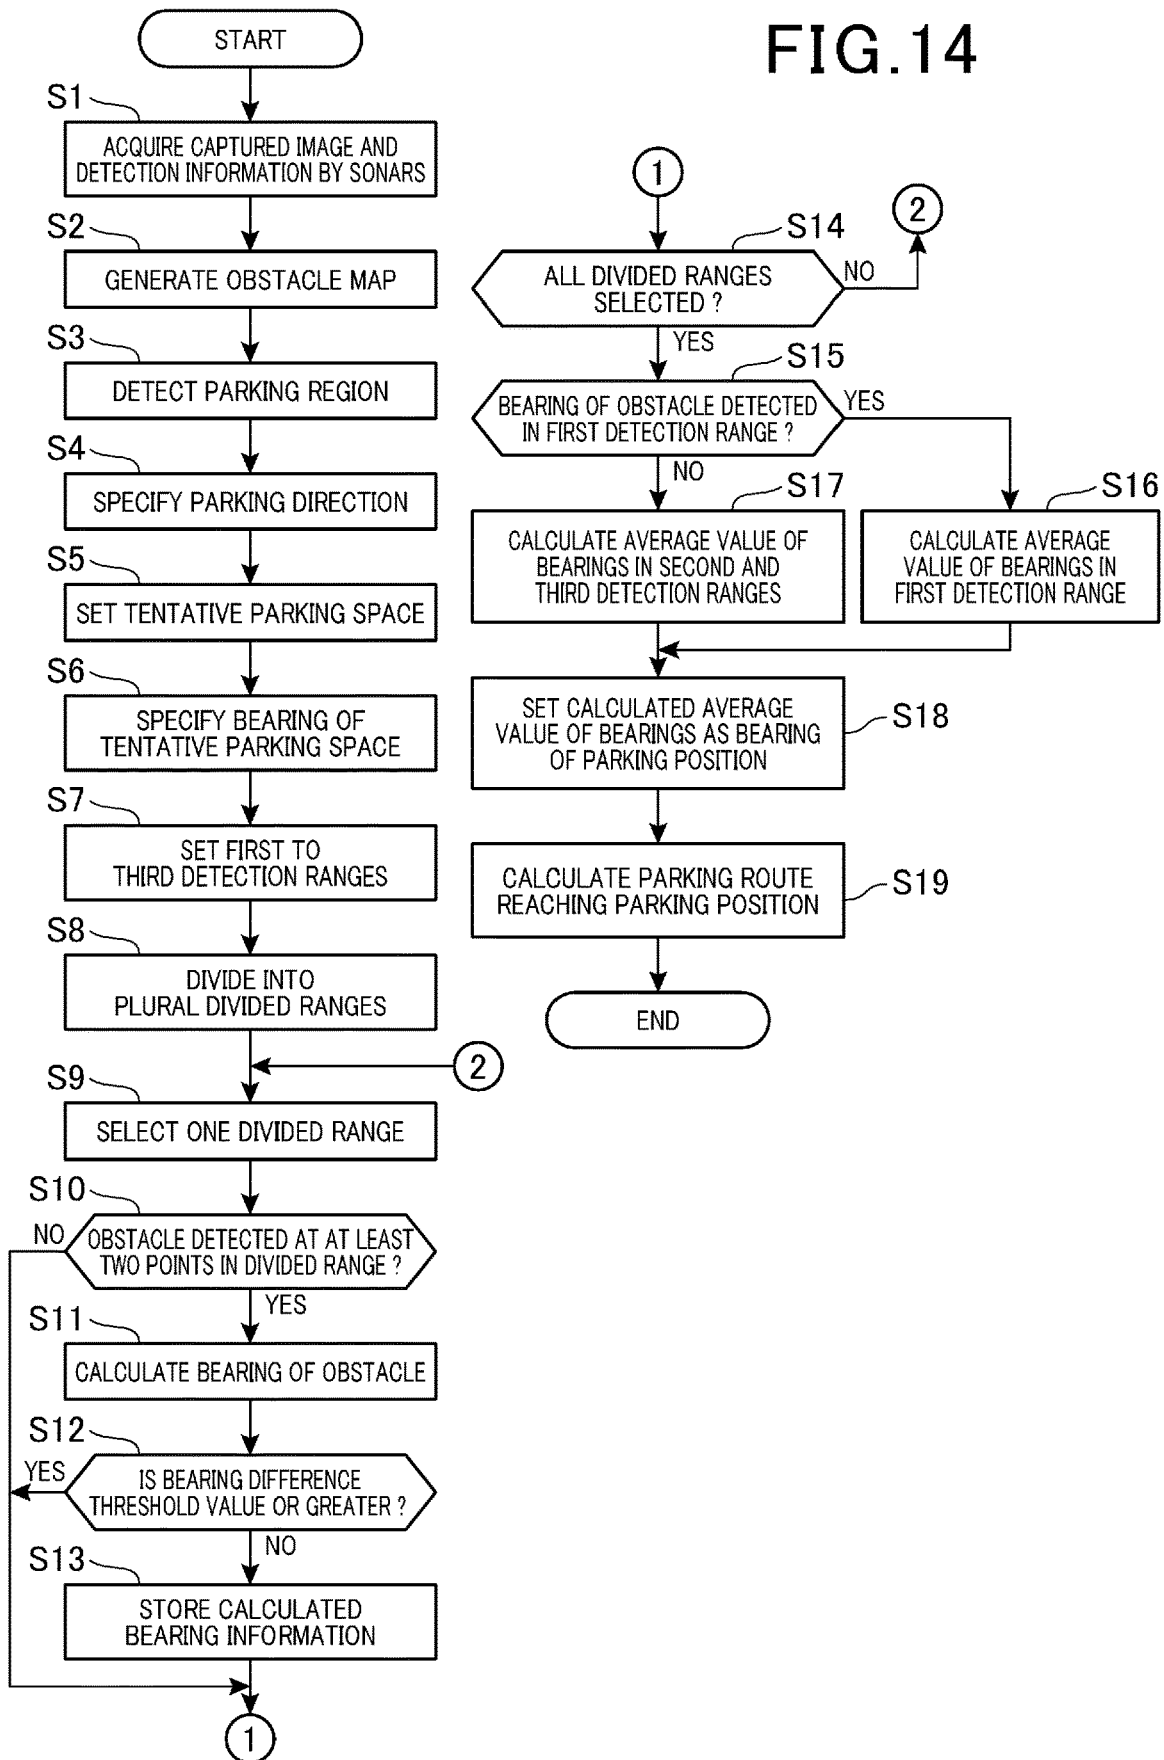 FIG.14
START
S1
ACQUIRE CAPTURED IMAGE AND
DETECTION INFORMATION BY SONARS
S2
GENERATE OBSTACLE MAP
S3
DETECT PARKING REGION
S4
SPECIFY PARKING DIRECTION
S5
SET TENTATIVE PARKING SPACE
S6
SPECIFY BEARING OF
TENTATIVE PARKING SPACE
S7
SET FIRST TO
THIRD DETECTION RANGES
S8
DIVIDE INTO
PLURAL DIVIDED RANGES
2
S9
SELECT ONE DIVIDED RANGE
S10
NO
OBSTACLE DETECTED AT AT LEAST
TWO POINTS IN DIVIDED RANGE ?
YES
S11
CALCULATE BEARING OF OBSTACLE
S12
YES
IS BEARING DIFFERENCE
THRESHOLD VALUE OR GREATER ?
NO
S13
STORE CALCULATED
BEARING INFORMATION
1
1
2
S14
ALL DIVIDED RANGES
SELECTED ?
NO
YES
S15
BEARING OF OBSTACLE DETECTED
IN FIRST DETECTION RANGE ?
YES
NO
S17
CALCULATE AVERAGE VALUE OF
BEARINGS IN SECOND AND
THIRD DETECTION RANGES
S16
CALCULATE AVERAGE
VALUE OF BEARINGS IN
FIRST DETECTION RANGE
SET CALCULATED AVERAGE
VALUE OF BEARINGS AS BEARING
OF PARKING POSITION
S18
CALCULATE PARKING ROUTE
REACHING PARKING POSITION
S19
END